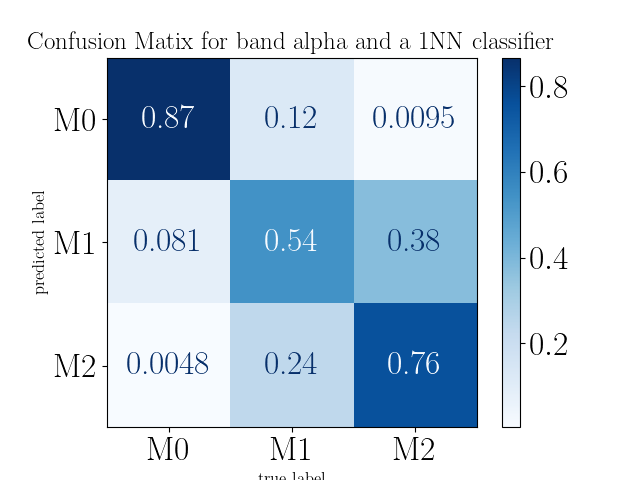 Confusion Matix for band alpha and a 1NN classifier
M0 0.87 0.12 0.0095
M1 0.081 0.54 0.38
M2 0.0048 0.24 0.76
M0 M1 M2
predicted label
true label
0.8
0.6
0.4
0.2